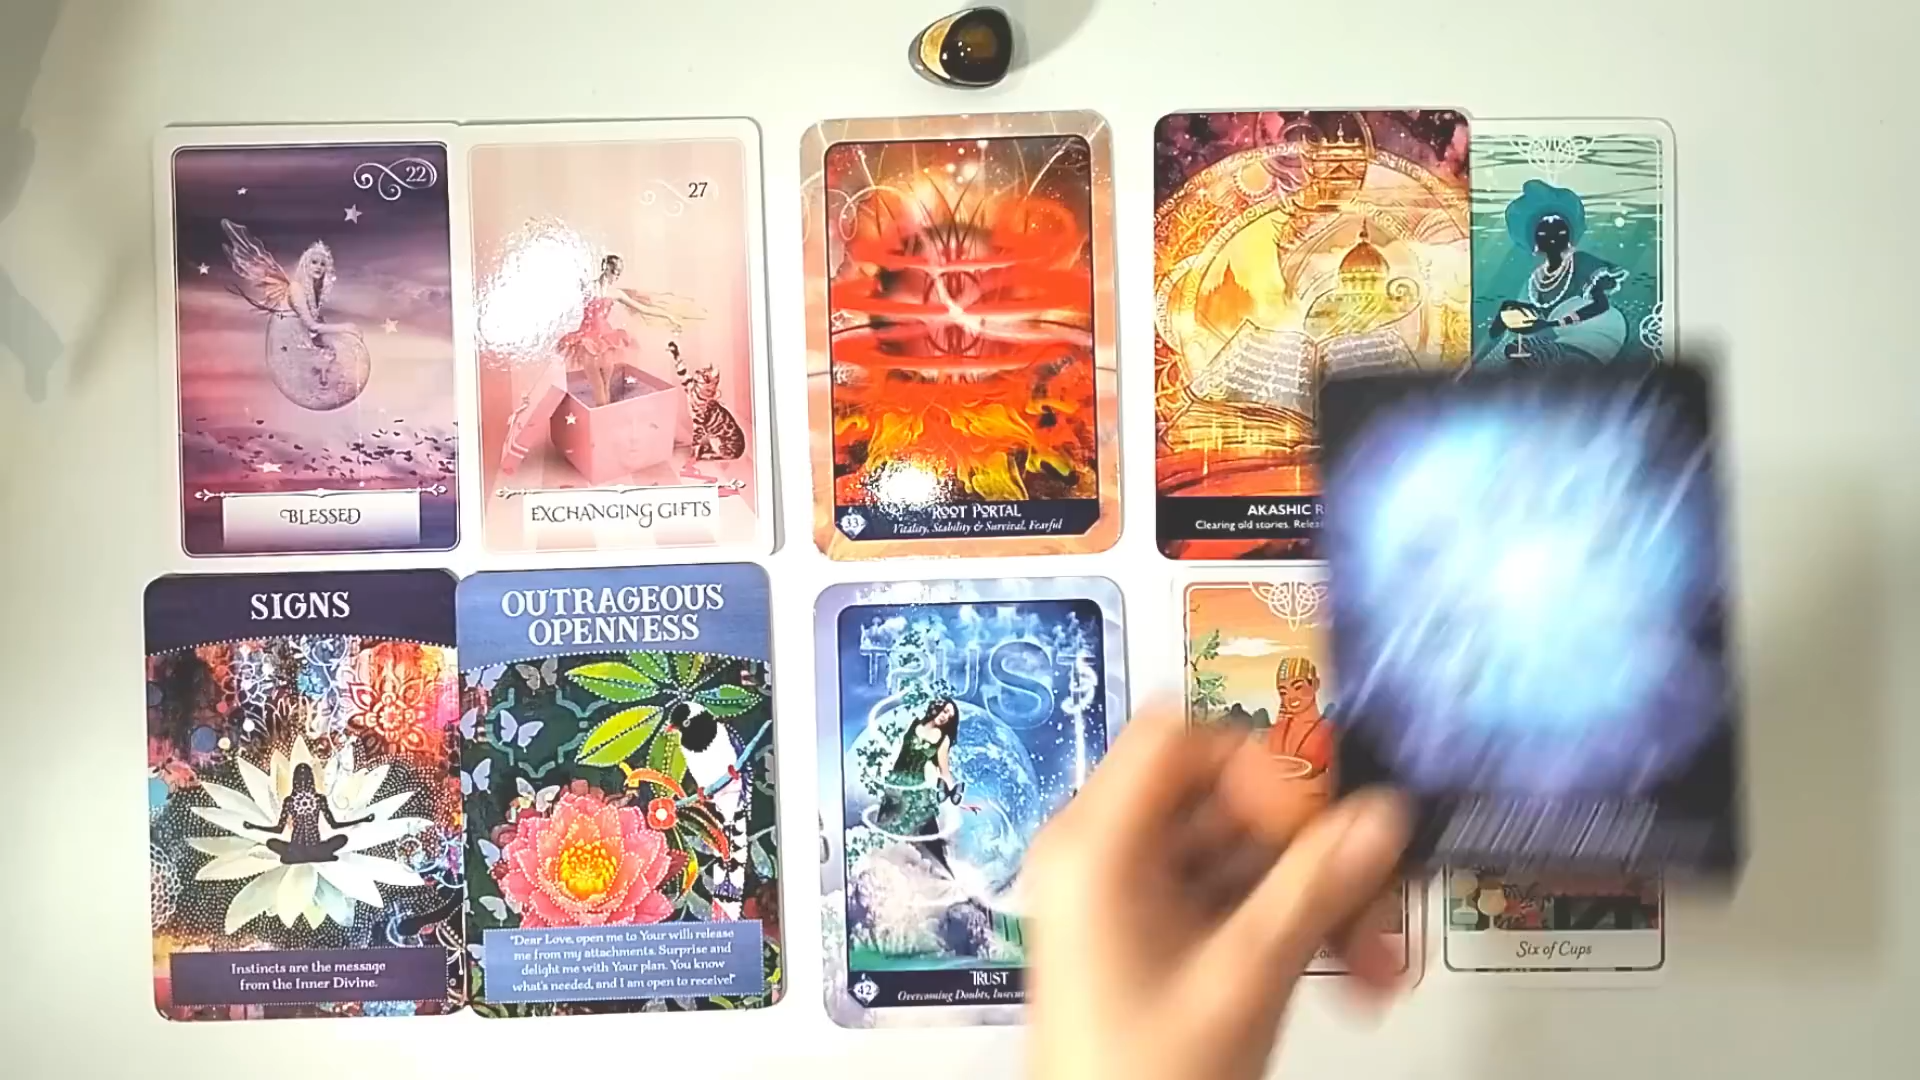 22
BLESSED
27
EXCHANGING GIFTS
33
ROOT PORTAL
Vitality, Stability & Survival, Fearful
AKASHIC
Clearing old stories.
SIGNS
Instincts are the message
from the Inner Divine.
OUTRAGEOUS
OPENNESS
"Dear Love, open me to Your will; release
me from my attachments. Surprise and
delight me with Your plan. You know
what's needed, and I am open to receive!"
TRUST
42
TRUST
Overcoming Doubts,
Six of Cups